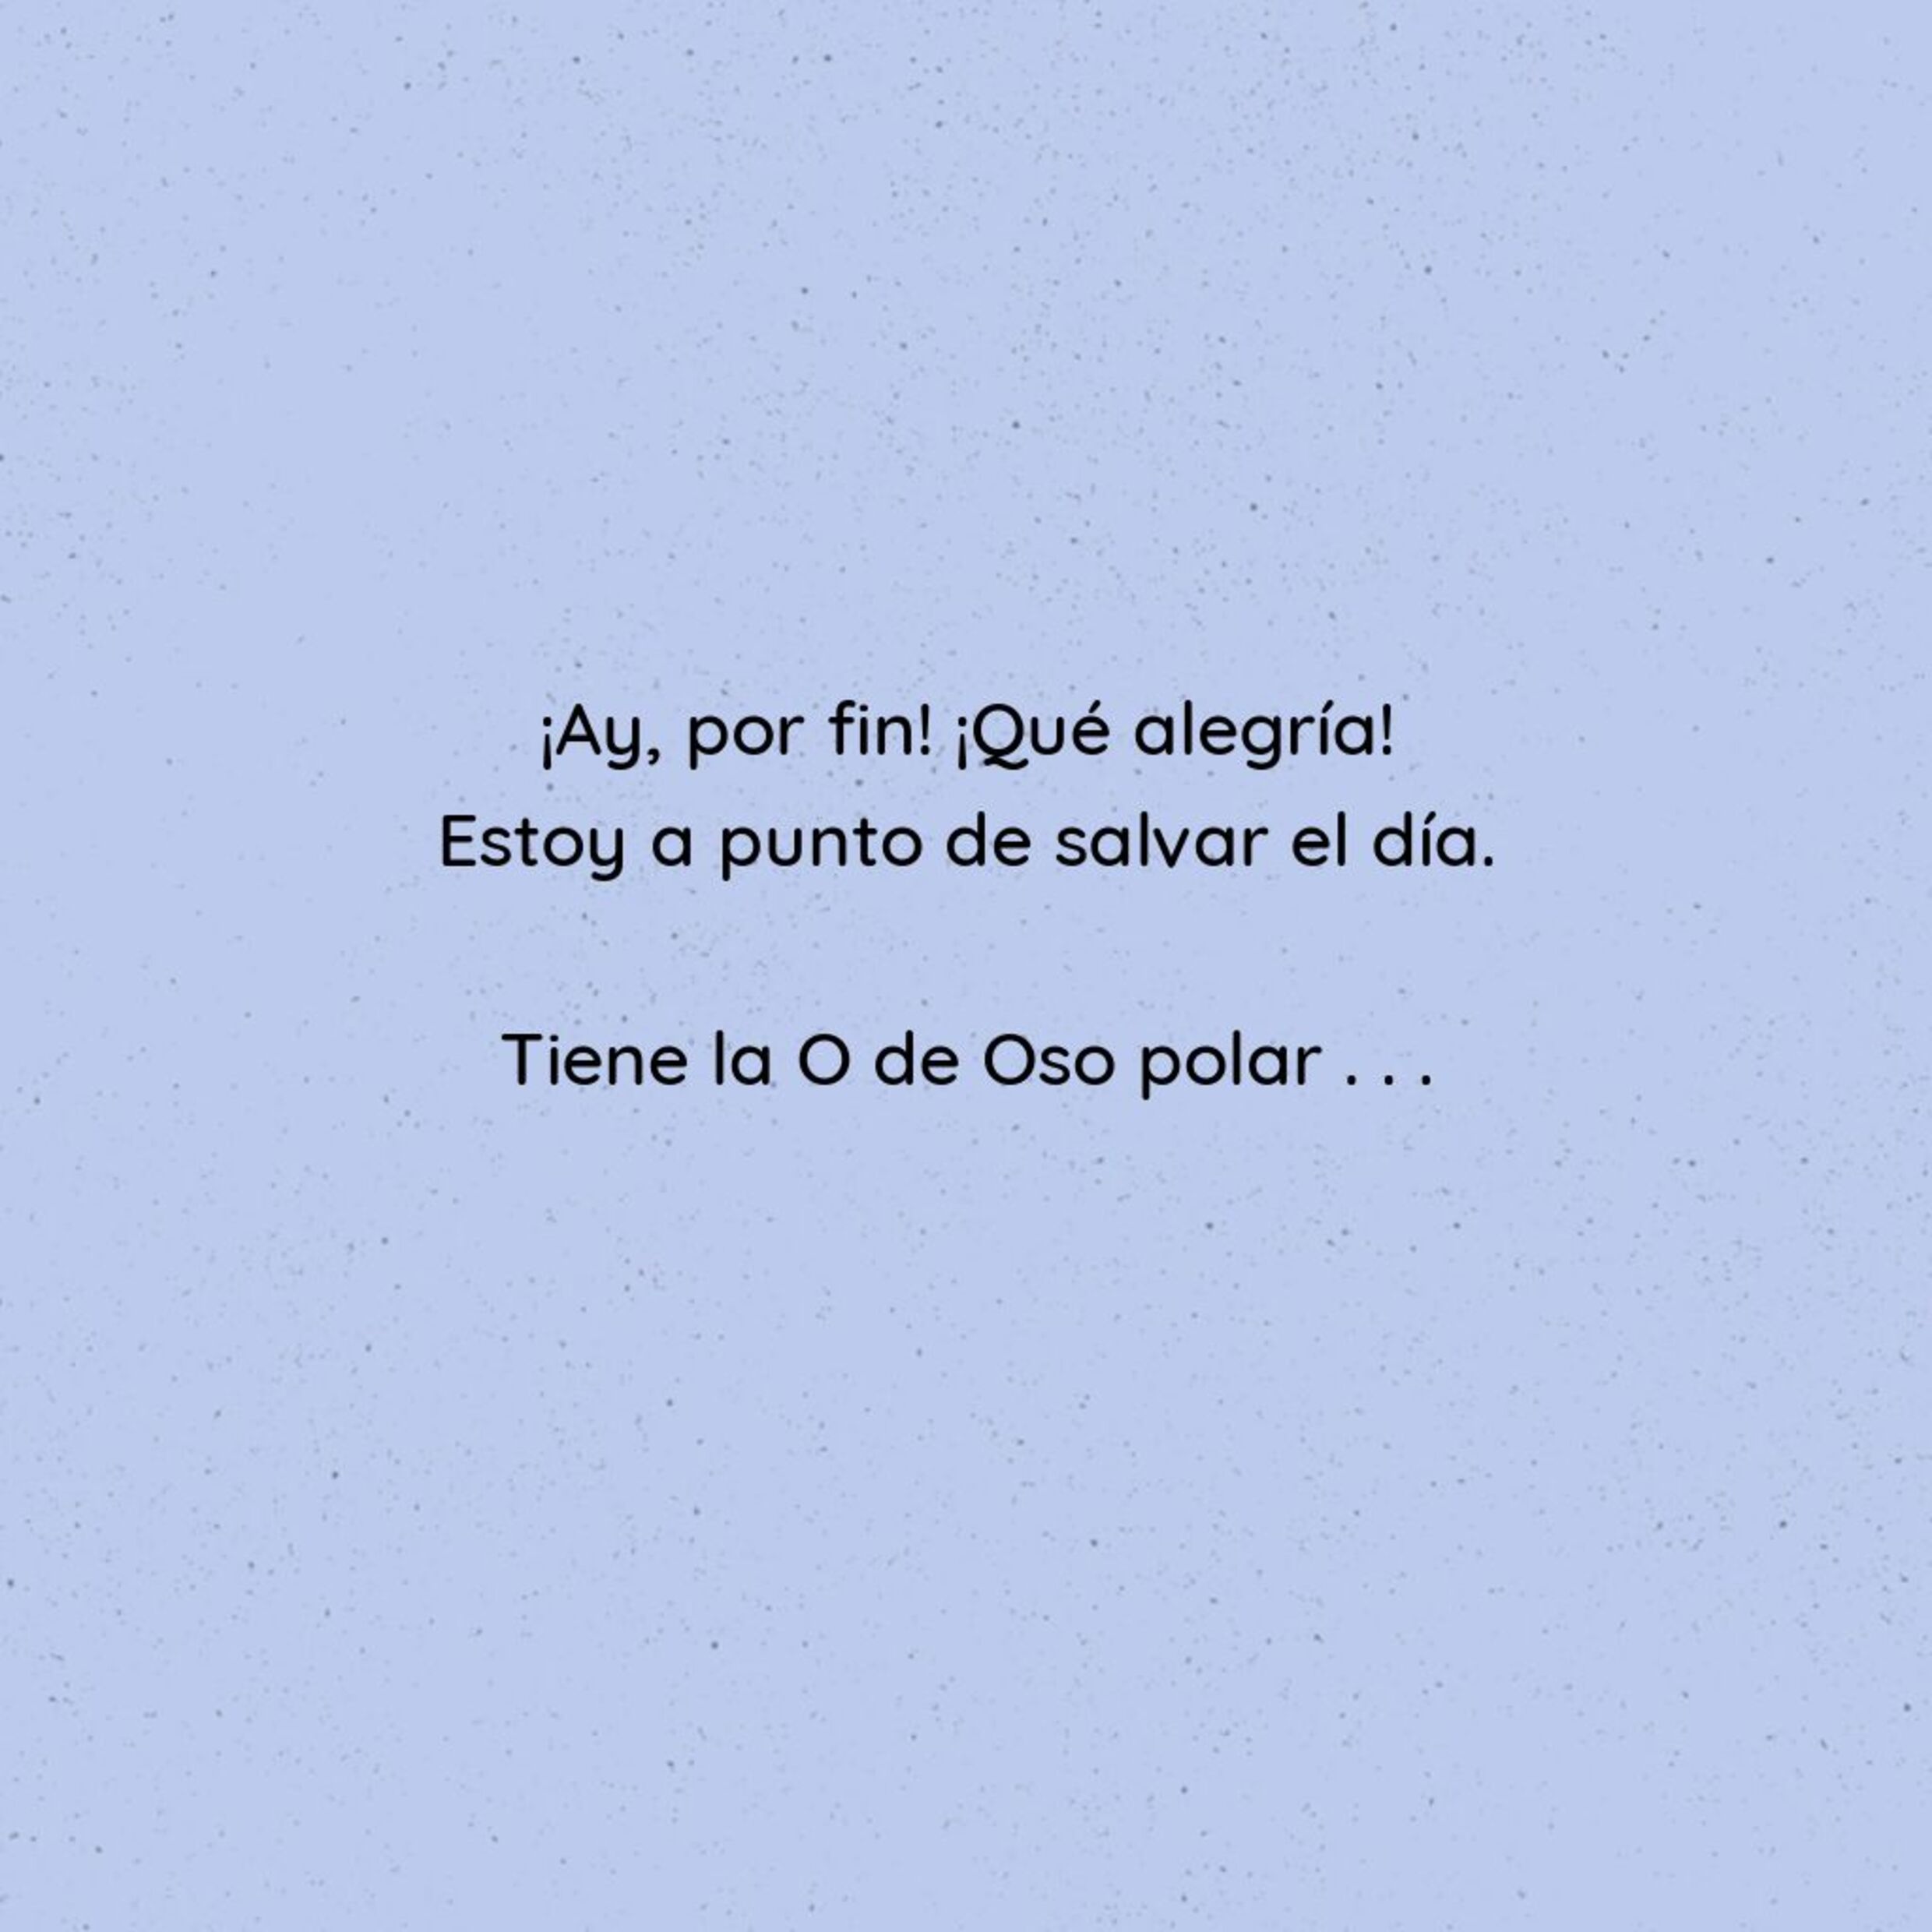 ¡Ay, por fin! ¡Qué alegría!
Estoy a punto de salvar el día.
Tiene la O de Oso polar . . .